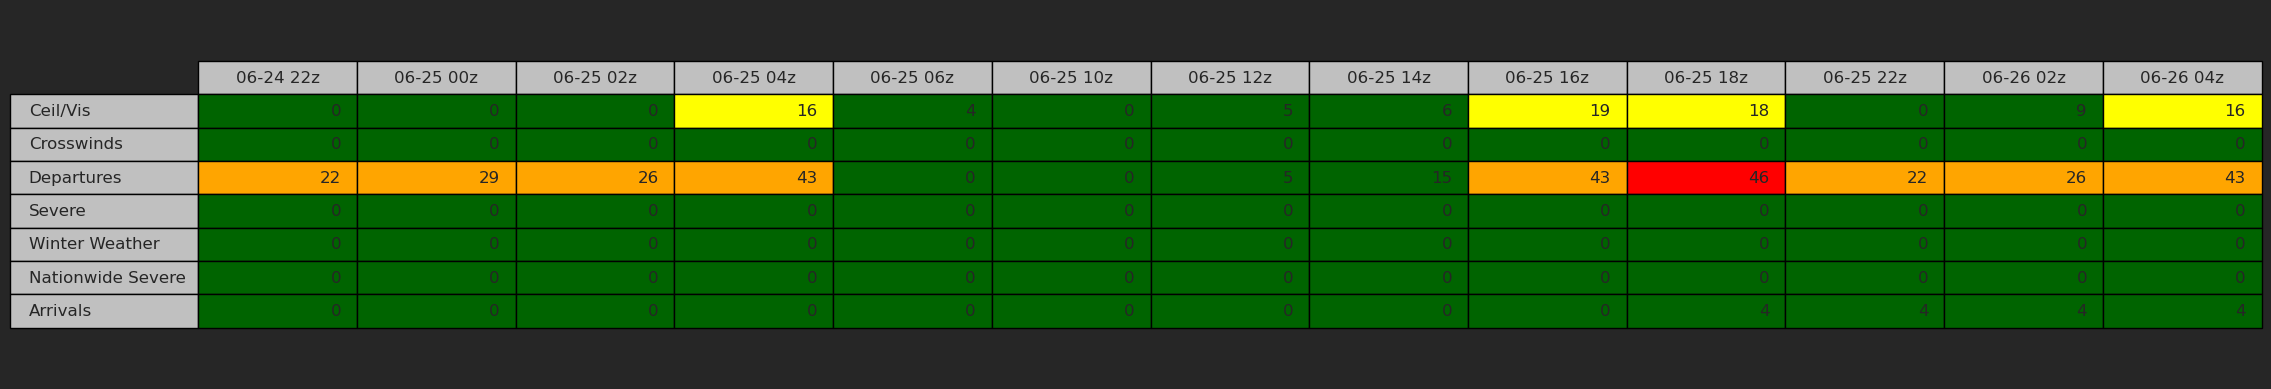 06-24 22z 06-25 00z 06-25 02z 06-25 04z 06-25 06z 06-25 10z 06-25 12z 06-25 14z 06-25 16z 06-25 18z 06-25 22z 06-26 02z 06-26 04z
Ceil/Vis 0 0 0 16 4 0 5 6 19 18 0 9 16
Crosswinds 0 0 0 0 0 0 0 0 0 0 0 0 0
Departures 22 29 26 43 0 0 5 15 43 46 22 26 43
Severe 0 0 0 0 0 0 0 0 0 0 0 0 0
Winter Weather 0 0 0 0 0 0 0 0 0 0 0 0 0
Nationwide Severe 0 0 0 0 0 0 0 0 0 0 0 0 0
Arrivals 0 0 0 0 0 0 0 0 0 4 4 4 4